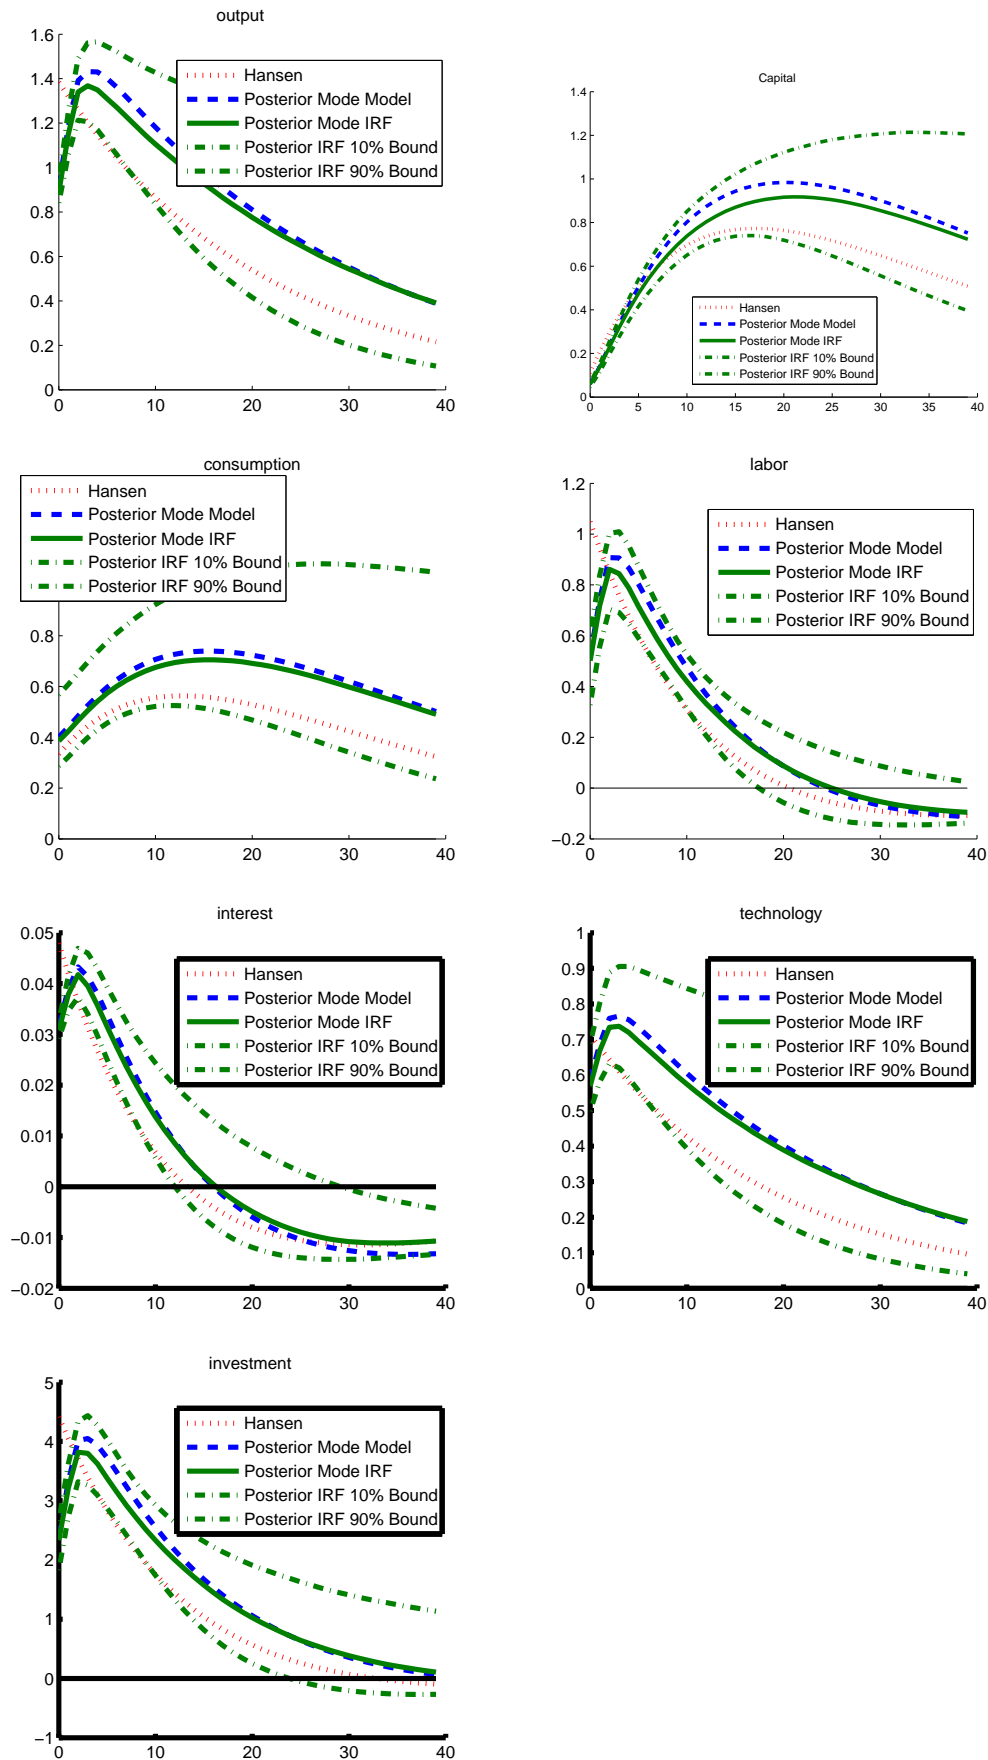 output
1.6
1.4
1.2
1
0.8
0.6
0.4
0.2
0
0 10 20 30 40
Hansen
Posterior Mode Model
Posterior Mode IRF
Posterior IRF 10% Bound
Posterior IRF 90% Bound
Capital
1.4
1.2
1
0.8
0.6
0.4
0.2
0
0 5 10 15 20 25 30 35 40
Hansen
Posterior Mode Model
Posterior Mode IRF
Posterior IRF 10% Bound
Posterior IRF 90% Bound
consumption
Hansen
Posterior Mode Model
Posterior Mode IRF
Posterior IRF 10% Bound
Posterior IRF 90% Bound
0.8
0.6
0.4
0.2
0
0 10 20 30 40
labor
1.2
1
0.8
0.6
0.4
0.2
0
−0.2
0 10 20 30 40
Hansen
Posterior Mode Model
Posterior Mode IRF
Posterior IRF 10% Bound
Posterior IRF 90% Bound
interest
0.05
0.04
0.03
0.02
0.01
0
−0.01
−0.02
0 10 20 30 40
Hansen
Posterior Mode Model
Posterior Mode IRF
Posterior IRF 10% Bound
Posterior IRF 90% Bound
technology
1
0.9
0.8
0.7
0.6
0.5
0.4
0.3
0.2
0.1
0
0 10 20 30 40
Hansen
Posterior Mode Model
Posterior Mode IRF
Posterior IRF 10% Bound
Posterior IRF 90% Bound
investment
5
4
3
2
1
0
−1
0 10 20 30 40
Hansen
Posterior Mode Model
Posterior Mode IRF
Posterior IRF 10% Bound
Posterior IRF 90% Bound